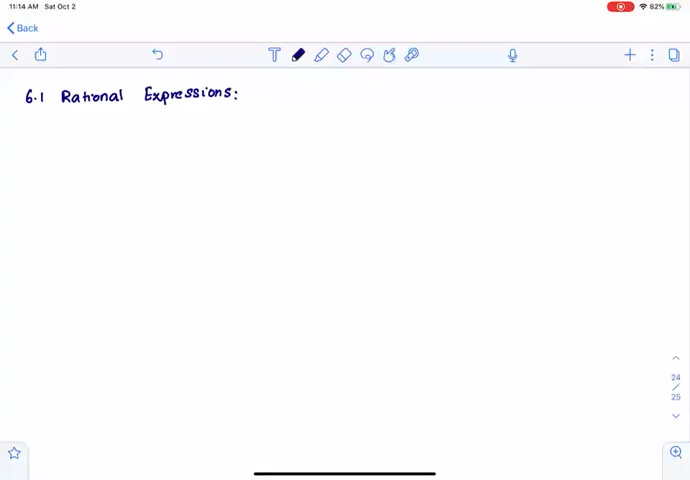 11:14 AM Sat Oct 2
82%
Back
T
6.1 Rational Expressions:
24
/
25